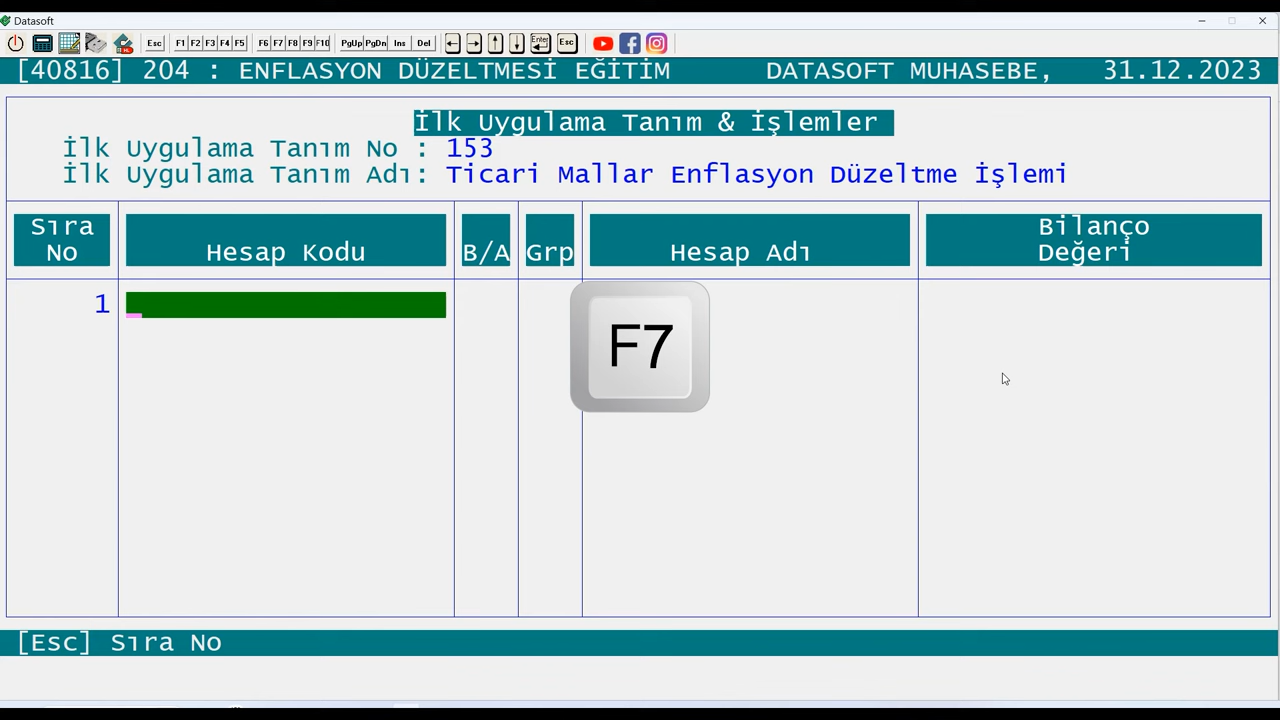 Datasoft
Esc F1 F2 F3 F4 F5 F6 F7 F8 F9 F10 PgUp PgDn Ins Del Enter Esc
[40816] 204 : ENFLASYON DÜZELTMESİ EĞİTİM DATASOFT MUHASEBE, 31.12.2023
İlk Uygulama Tanım & İşlemler
İlk Uygulama Tanım No : 153
İlk Uygulama Tanım Adı: Ticari Mallar Enflasyon Düzeltme İşlemi
Sıra No Hesap Kodu B/A Grp Hesap Adı Bilanço Değeri
1
F7
[Esc] Sıra No